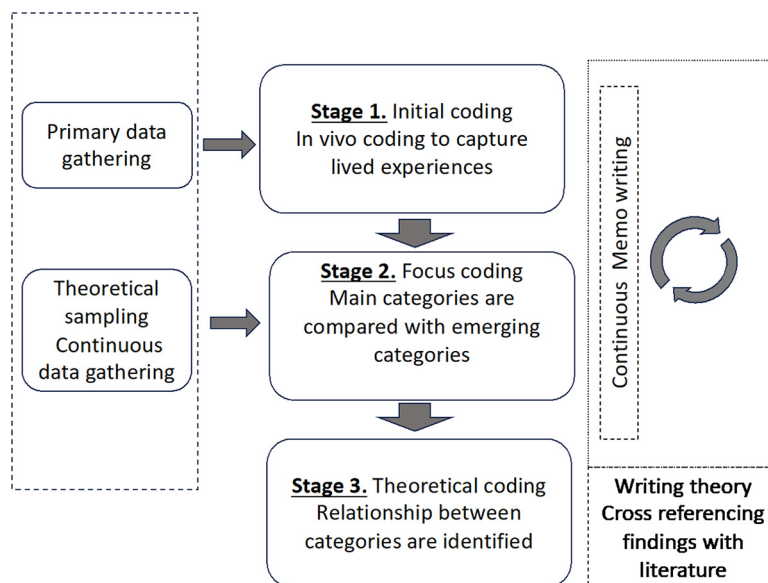 Primary data
gathering
Stage 1. Initial coding
In vivo coding to capture
lived experiences
Theoretical
sampling
Continuous
data gathering
Stage 2. Focus coding
Main categories are
compared with emerging
categories
Stage 3. Theoretical coding
Relationship between
categories are identified
Continuous Memo writing
Writing theory
Cross referencing
findings with
literature